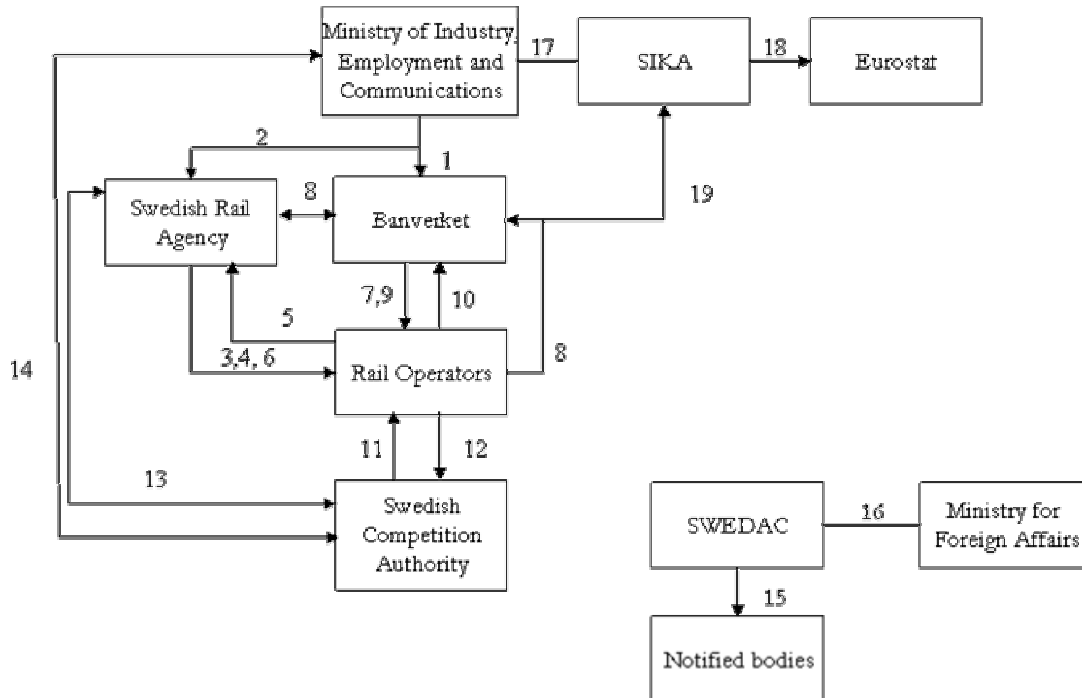 Ministry of Industry,
Employment and
Communications
17
SIKA
18
Eurostat
2
1
8
19
Swedish Rail
Agency
Banverket
7,9
10
5
3,4, 6
Rail Operators
8
14
11
12
13
Swedish
Competition
Authority
SWEDAC
16
Ministry for
Foreign Affairs
15
Notified bodies